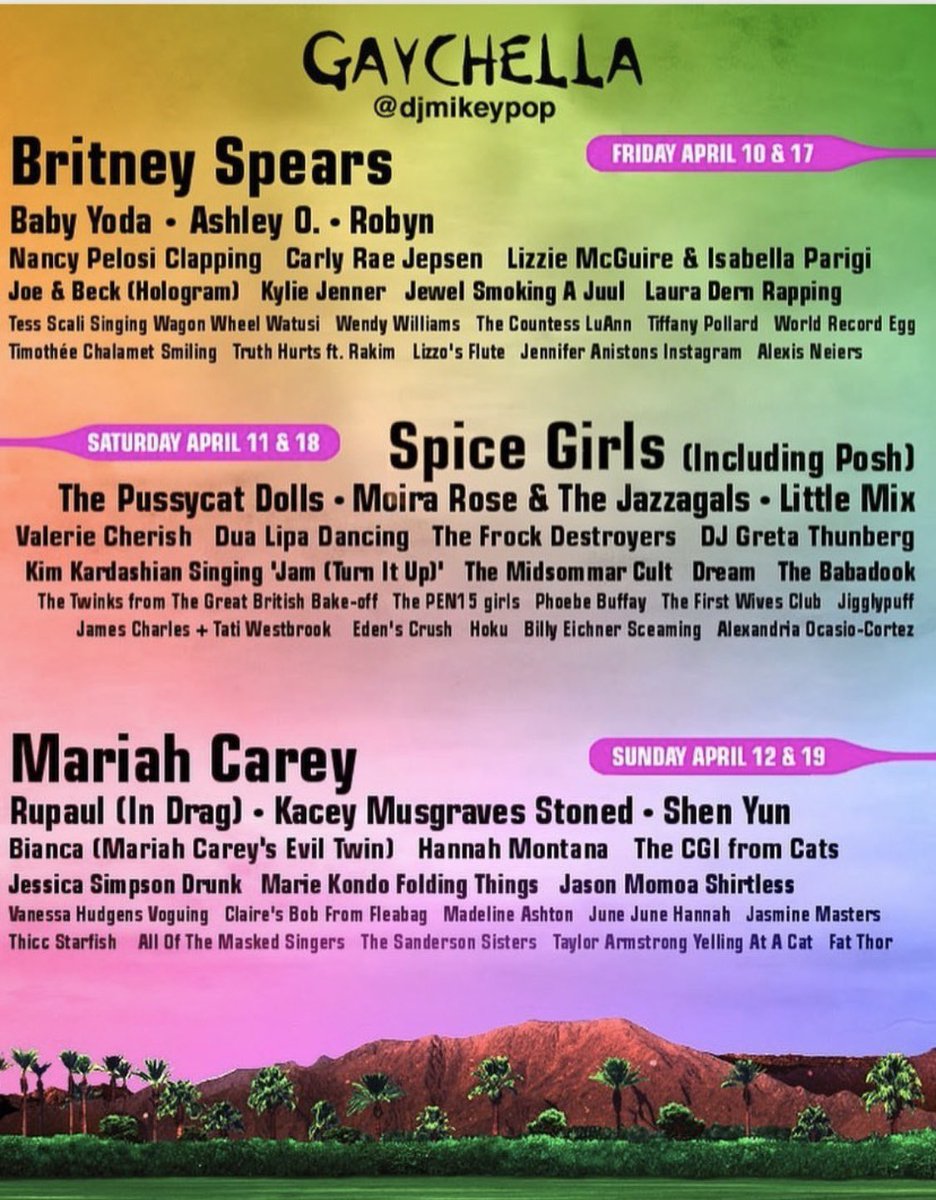 GAYCHELLA
@djmikeypop
Britney Spears
FRIDAY APRIL 10 & 17
Baby Yoda • Ashley O. • Robyn
Nancy Pelosi Clapping Carly Rae Jepsen Lizzie McGuire & Isabella Parigi
Joe & Beck (Hologram) Kylie Jenner Jewel Smoking A Juul Laura Dern Rapping
Tess Scali Singing Wagon Wheel Watusi Wendy Williams The Countess LuAnn Tiffany Pollard World Record Egg
Timothée Chalamet Smiling Truth Hurts ft. Rakim Lizzo's Flute Jennifer Anistons Instagram Alexis Neiers
SATURDAY APRIL 11 & 18
Spice Girls (Including Posh)
The Pussycat Dolls • Moira Rose & The Jazzagals • Little Mix
Valerie Cherish Dua Lipa Dancing The Frock Destroyers DJ Greta Thunberg
Kim Kardashian Singing 'Jam (Turn It Up)' The Midsommar Cult Dream The Babadook
The Twinks from The Great British Bake-off The PEN15 girls Phoebe Buffay The First Wives Club Jigglypuff
James Charles + Tati Westbrook Eden's Crush Hoku Billy Eichner Sceaming Alexandria Ocasio-Cortez
Mariah Carey
SUNDAY APRIL 12 & 19
Rupaul (In Drag) • Kacey Musgraves Stoned • Shen Yun
Bianca (Mariah Carey's Evil Twin) Hannah Montana The CGI from Cats
Jessica Simpson Drunk Marie Kondo Folding Things Jason Momoa Shirtless
Vanessa Hudgens Voguing Claire's Bob From Fleabag Madeline Ashton June June Hannah Jasmine Masters
Thicc Starfish All Of The Masked Singers The Sanderson Sisters Taylor Armstrong Yelling At A Cat Fat Thor